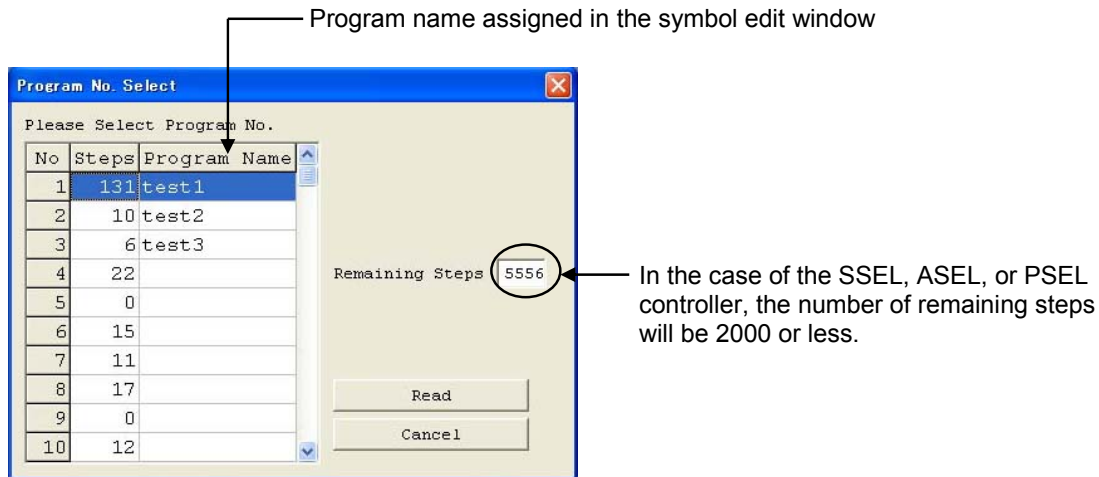 Program name assigned in the symbol edit window
Program No. Select
Please Select Program No.
No Steps Program Name
1 131 test1
2 10 test2
3 6 test3
4 22
5 0
6 15
7 11
8 17
9 0
10 12
Remaining Steps 5556
Read
Cancel
In the case of the SSEL, ASEL, or PSEL
controller, the number of remaining steps
will be 2000 or less.